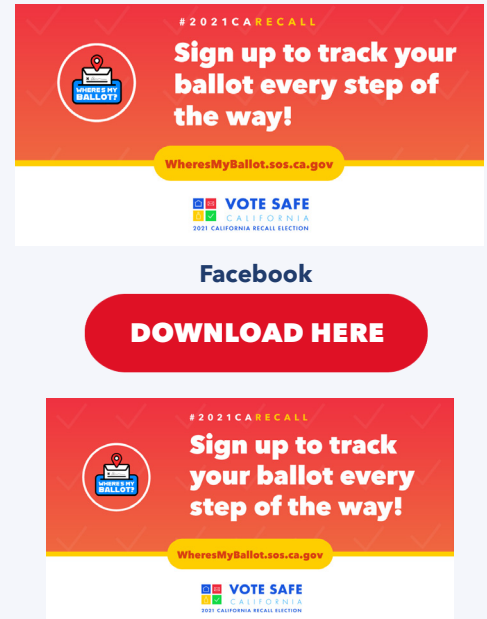 #2021CARECALL
Sign up to track your
ballot every step of
the way!
WHERE'S MY
BALLOT?
WheresMyBallot.sos.ca.gov
VOTE SAFE
CALIFORNIA
2021 CALIFORNIA RECALL ELECTION
Facebook
DOWNLOAD HERE
#2021CARECALL
Sign up to track
your ballot every
step of the way!
WHERE'S MY
BALLOT?
WheresMyBallot.sos.ca.gov
VOTE SAFE
CALIFORNIA
2021 CALIFORNIA RECALL ELECTION